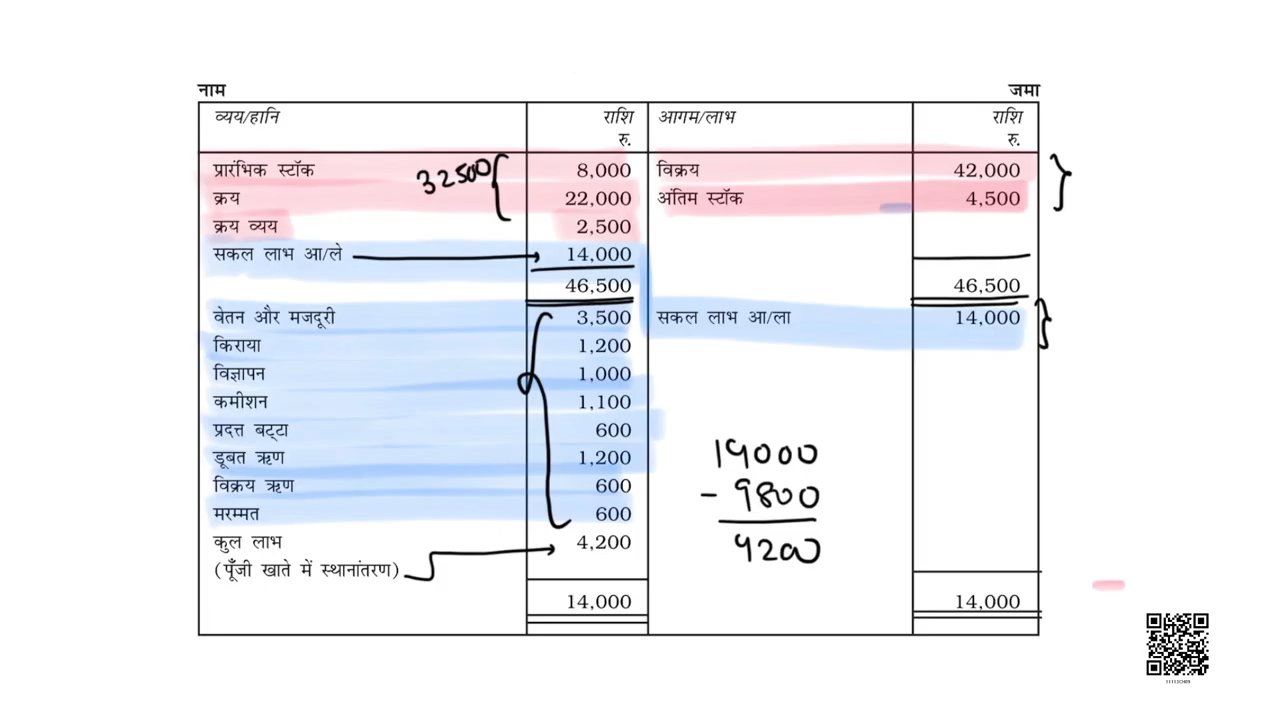 नाम जमा
व्यय/हानि राशि आगम/लाभ राशि
रु. रु.
प्रारंभिक स्टॉक 32500 8,000 विक्रय 42,000
क्रय 22,000 अंतिम स्टॉक 4,500
क्रय व्यय 2,500
सकल लाभ आ/ले 14,000
46,500 46,500
वेतन और मजदूरी 3,500 सकल लाभ आ/ला 14,000
किराया 1,200
विज्ञापन 1,000
कमीशन 1,100
प्रदत्त बट्टा 600
डूबत ऋण 1,200
विक्रय ऋण 600
मरम्मत 600
कुल लाभ 4,200
(पूँजी खाते में स्थानांतरण)
14,000 14,000
14000
- 9800
4200
11112CH09